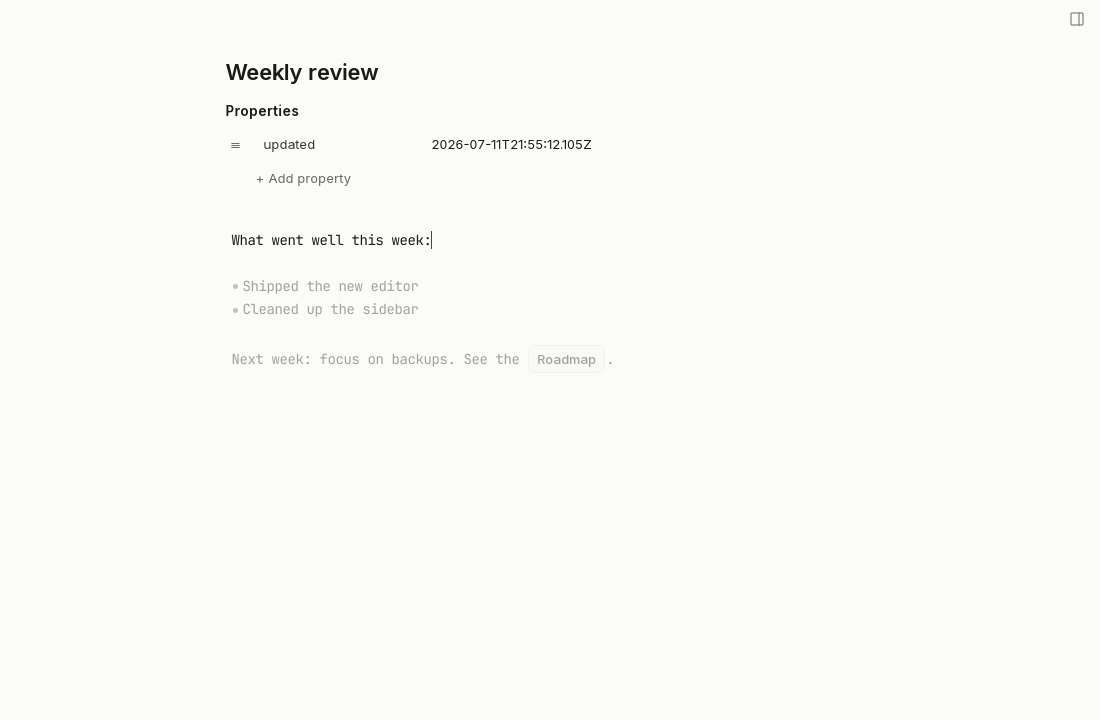 Weekly review
Properties
updated 2026-07-11T21:55:12.105Z
+ Add property
What went well this week:
• Shipped the new editor
• Cleaned up the sidebar
Next week: focus on backups. See the Roadmap.